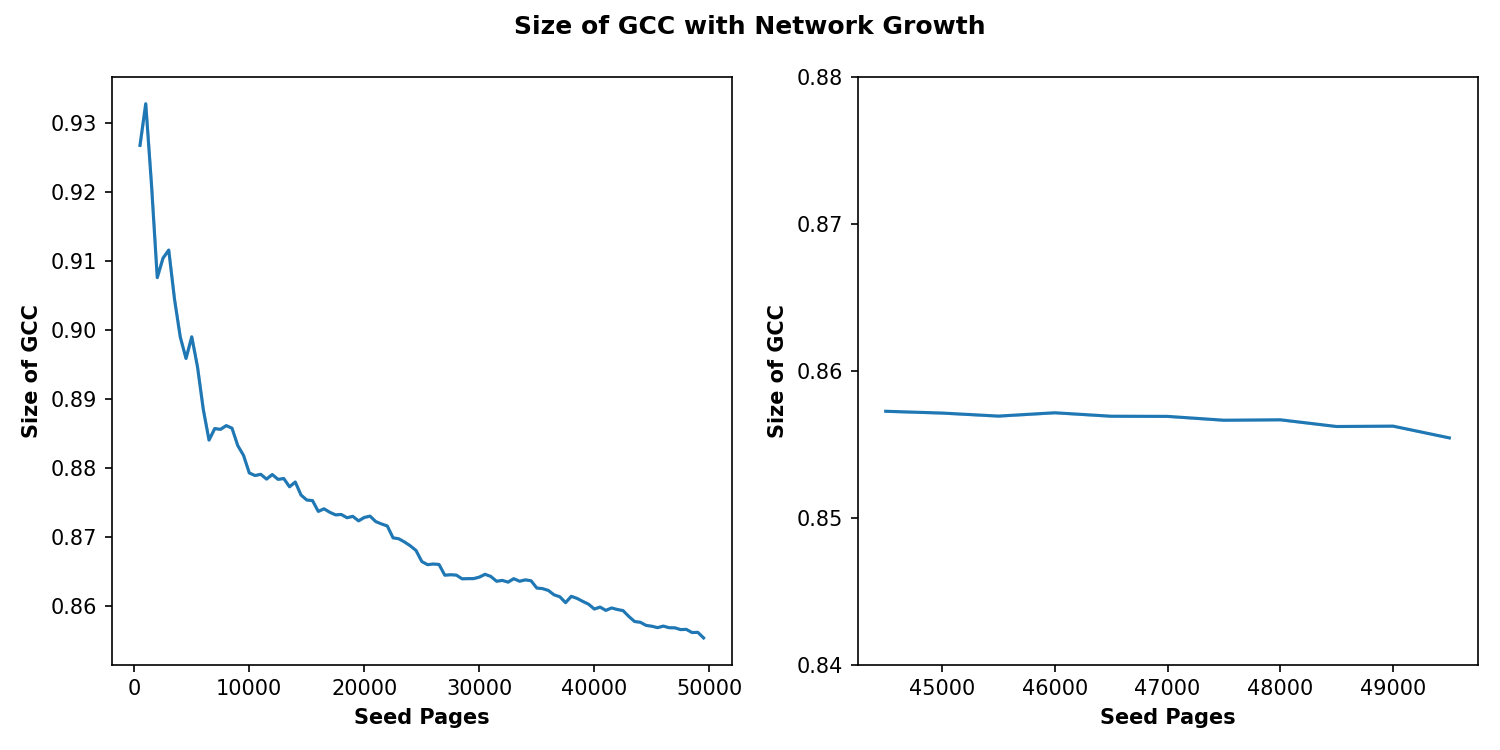 Size of GCC with Network Growth
Size of GCC
0.93
0.92
0.91
0.90
0.89
0.88
0.87
0.86
0 10000 20000 30000 40000 50000
Seed Pages
Size of GCC
0.88
0.87
0.86
0.85
0.84
45000 46000 47000 48000 49000
Seed Pages